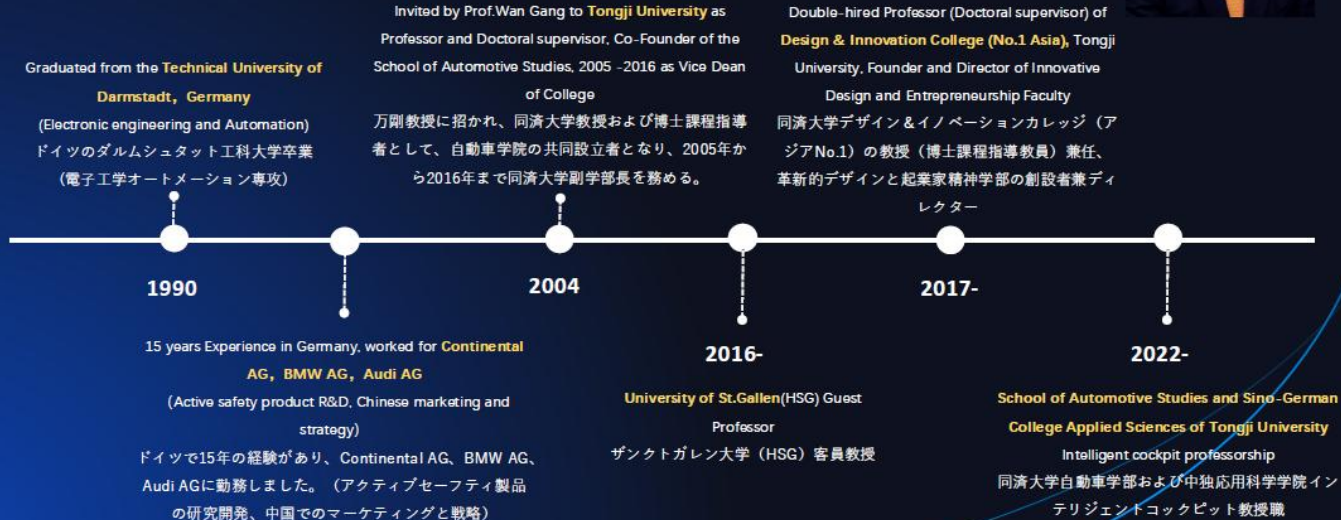 Graduated from the Technical University of
Darmstadt, Germany
(Electronic engineering and Automation)
ドイツのダルムシュタット工科大学卒業
(電子工学オートメーション専攻)
Invited by Prof.Wan Gang to Tongji University as
Professor and Doctoral supervisor, Co-Founder of the
School of Automotive Studies, 2005 -2016 as Vice Dean
of College
万剛教授に招かれ、同済大学教授および博士課程指導
者として、自動車学院の共同設立者となり、2005年か
ら2016年まで同済大学副学部長を務める。
Double-hired Professor (Doctoral supervisor) of
Design & Innovation College (No.1 Asia), Tongji
University, Founder and Director of Innovative
Design and Entrepreneurship Faculty
同済大学デザイン&イノベーションカレッジ(ア
ジアNo.1)の教授(博士課程指導教員)兼任、
革新的デザインと起業家精神学部の創設者兼ディ
レクター
1990
2004
2017-
15 years Experience in Germany, worked for Continental
AG, BMW AG, Audi AG
(Active safety product R&D, Chinese marketing and
strategy)
ドイツで15年の経験があり、Continental AG、BMW AG、
Audi AGに勤務しました。(アクティブセーフティ製品
の研究開発、中国でのマーケティングと戦略)
2016-
University of St.Gallen(HSG) Guest
Professor
ザンクトガレン大学(HSG)客員教授
2022-
School of Automotive Studies and Sino-German
College Applied Sciences of Tongji University
Intelligent cockpit professorship
同済大学自動車学部および中独応用科学学院イン
テリジェントコックピット教授職